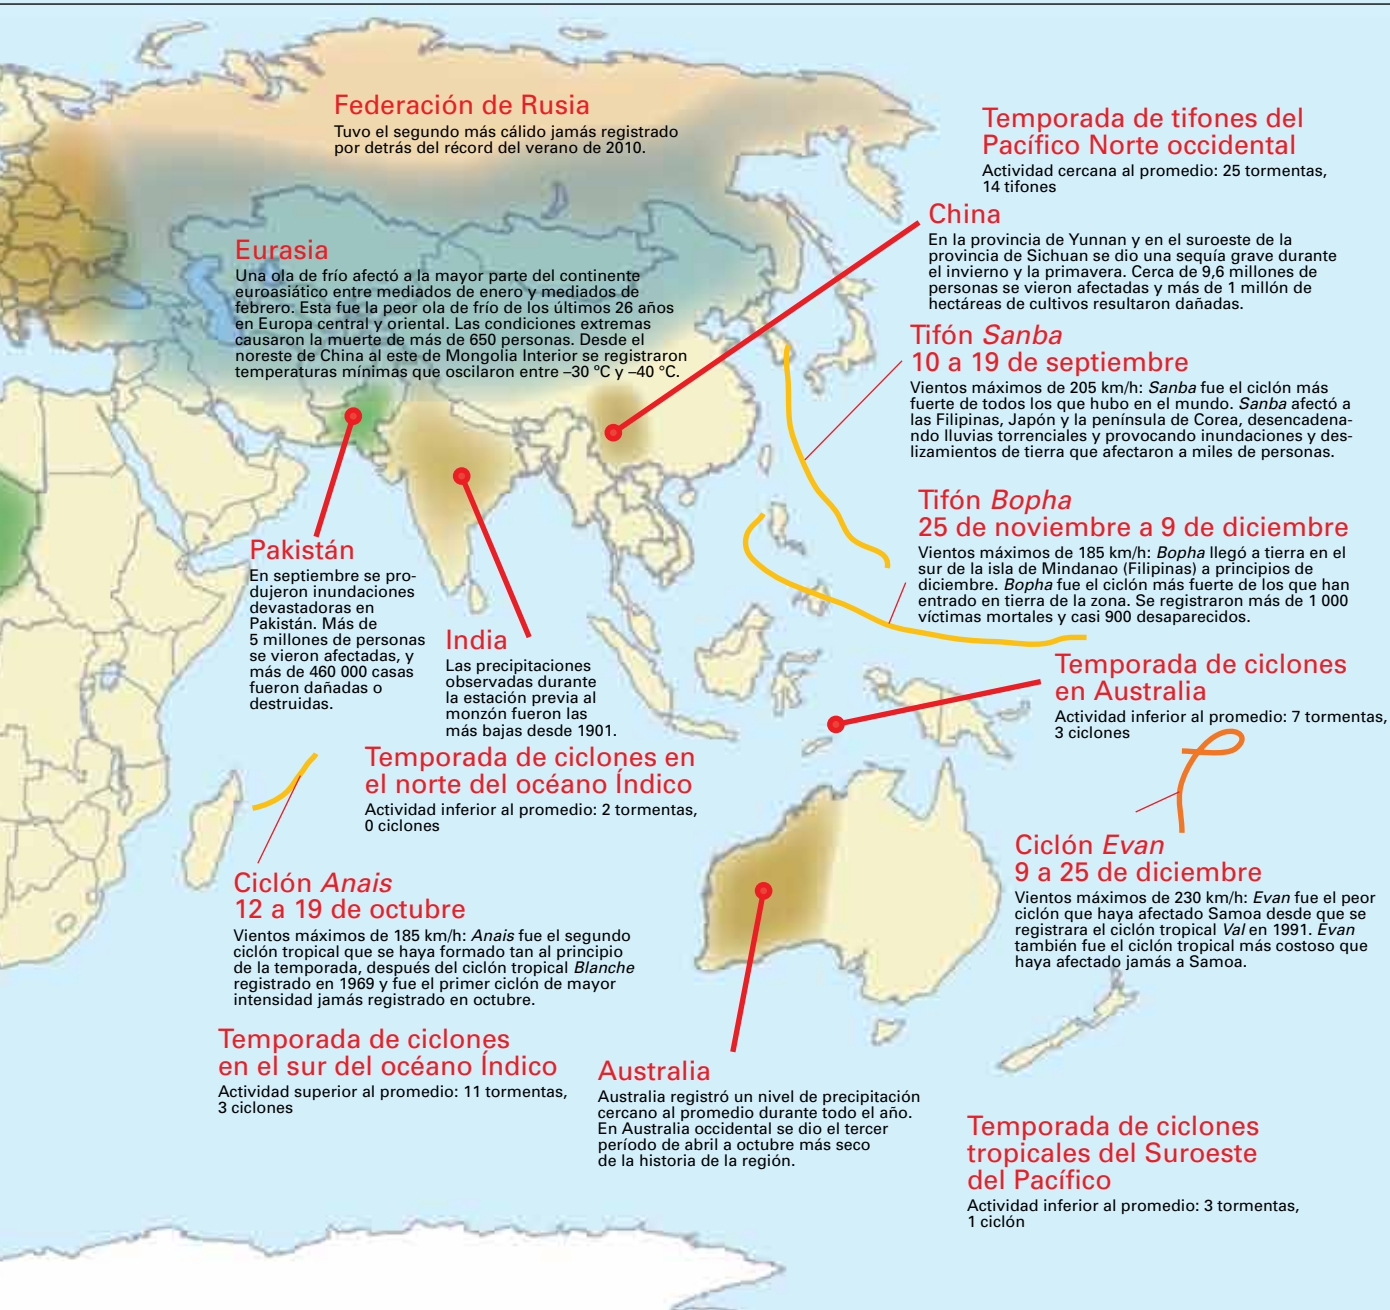 Federación de Rusia
Tuvo el segundo más cálido jamás registrado
por detrás del récord del verano de 2010.
Temporada de tifones del
Pacífico Norte occidental
Actividad cercana al promedio: 25 tormentas,
14 tifones
China
En la provincia de Yunnan y en el suroeste de la
provincia de Sichuan se dio una sequía grave durante
el invierno y la primavera. Cerca de 9,6 millones de
personas se vieron afectadas y más de 1 millón de
hectáreas de cultivos resultaron dañadas.
Eurasia
Una ola de frío afectó a la mayor parte del continente
euroasiático entre mediados de enero y mediados de
febrero. Esta fue la peor ola de frío de los últimos 26 años
en Europa central y oriental. Las condiciones extremas
causaron la muerte de más de 650 personas. Desde el
noreste de China al este de Mongolia Interior se registraron
temperaturas mínimas que oscilaron entre –30 ºC y –40 °C.
Tifón Sanba
10 a 19 de septiembre
Vientos máximos de 205 km/h: Sanba fue el ciclón más
fuerte de todos los que hubo en el mundo. Sanba afectó a
las Filipinas, Japón y la península de Corea, desencadena-
ndo lluvias torrenciales y provocando inundaciones y des-
lizamientos de tierra que afectaron a miles de personas.
Tifón Bopha
25 de noviembre a 9 de diciembre
Vientos máximos de 185 km/h: Bopha llegó a tierra en el
sur de la isla de Mindanao (Filipinas) a principios de
diciembre. Bopha fue el ciclón más fuerte de los que han
entrado en tierra de la zona. Se registraron más de 1 000
víctimas mortales y casi 900 desaparecidos.
Pakistán
En septiembre se pro-
dujeron inundaciones
devastadoras en
Pakistán. Más de
5 millones de personas
se vieron afectadas, y
más de 460 000 casas
fueron dañadas o
destruidas.
India
Las precipitaciones
observadas durante
la estación previa al
monzón fueron las
más bajas desde 1901.
Temporada de ciclones
en Australia
Actividad inferior al promedio: 7 tormentas,
3 ciclones
Temporada de ciclones en
el norte del océano Índico
Actividad inferior al promedio: 2 tormentas,
0 ciclones
Ciclón Evan
9 a 25 de diciembre
Vientos máximos de 230 km/h: Evan fue el peor
ciclón que haya afectado Samoa desde que se
registrara el ciclón tropical Val en 1991. Evan
también fue el ciclón tropical más costoso que
haya afectado jamás a Samoa.
Ciclón Anais
12 a 19 de octubre
Vientos máximos de 185 km/h: Anais fue el segundo
ciclón tropical que se haya formado tan al principio
de la temporada, después del ciclón tropical Blanche
registrado en 1969 y fue el primer ciclón de mayor
intensidad jamás registrado en octubre.
Temporada de ciclones
en el sur del océano Índico
Actividad superior al promedio: 11 tormentas,
3 ciclones
Australia
Australia registró un nivel de precipitación
cercano al promedio durante todo el año.
En Australia occidental se dio el tercer
período de abril a octubre más seco
de la historia de la región.
Temporada de ciclones
tropicales del Suroeste
del Pacífico
Actividad inferior al promedio: 3 tormentas,
1 ciclón